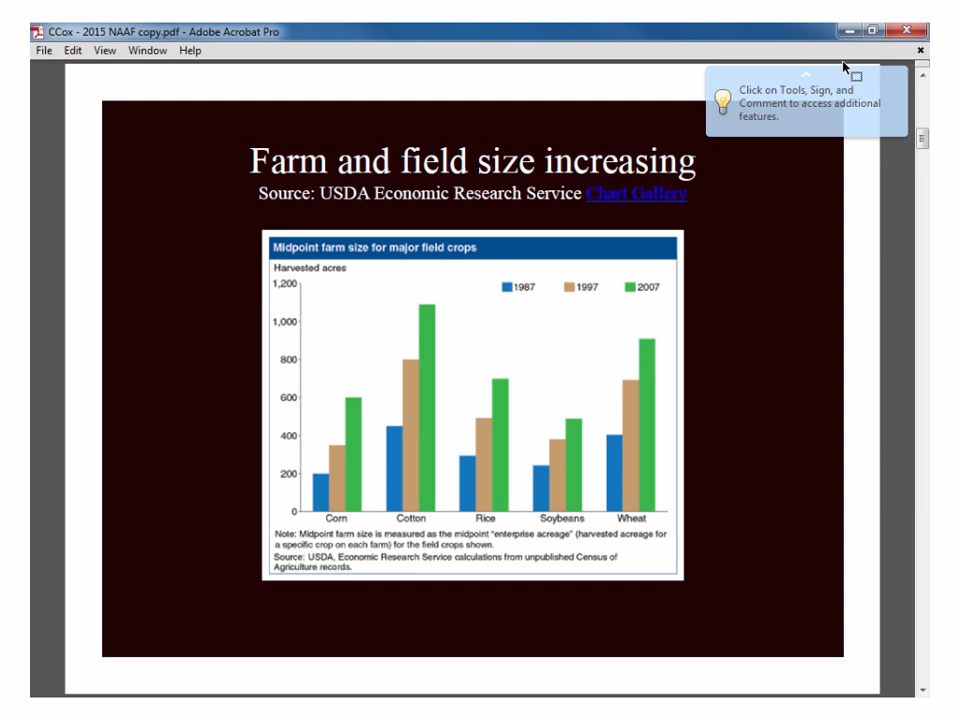 CCox - 2015 NAAF copy.pdf - Adobe Acrobat Pro
File Edit View Window Help
Click on Tools, Sign, and
Comment to access additional
features.
Farm and field size increasing
Source: USDA Economic Research Service Chart Gallery
Midpoint farm size for major field crops
Harvested acres
1987 1997 2007
1,200
1,000
800
600
400
200
0
Corn Cotton Rice Soybeans Wheat
Note: Midpoint farm size is measured as the midpoint "enterprise acreage" (harvested acreage for
a specific crop on each farm) for the field crops shown.
Source: USDA, Economic Research Service calculations from unpublished Census of
Agriculture records.